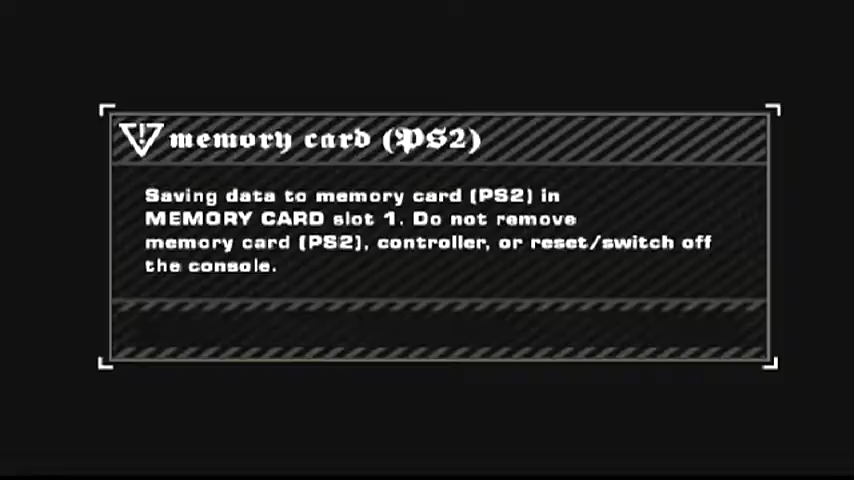 memory card (PS2)
Saving data to memory card (PS2) in
MEMORY CARD slot 1. Do not remove
memory card (PS2), controller, or reset/switch off
the console.